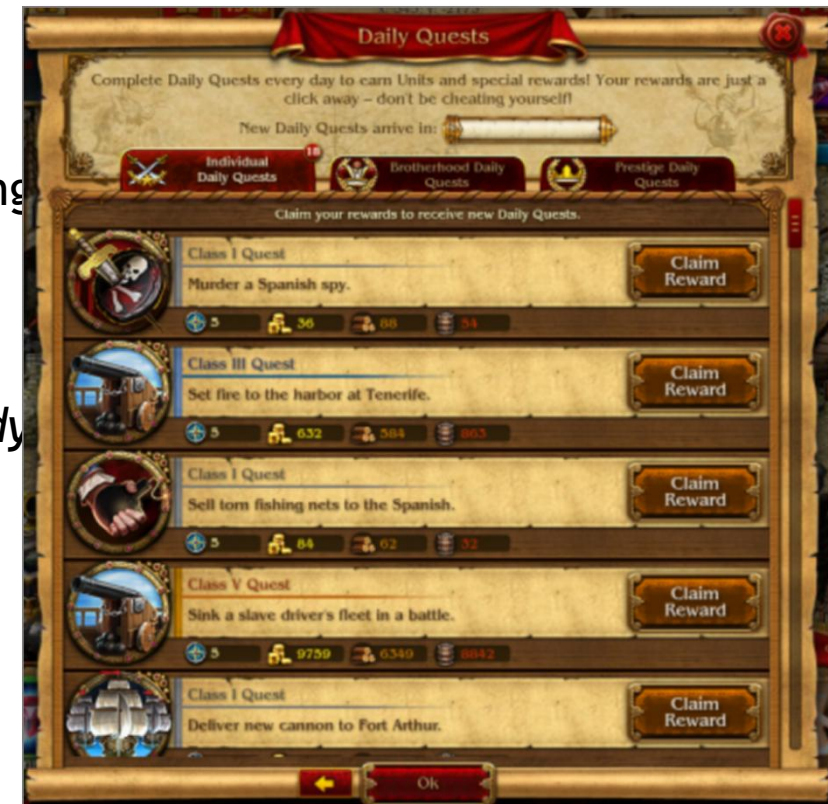 Daily Quests
Complete Daily Quests every day to earn Units and special rewards! Your rewards are just a
click away – don't be cheating yourself!
New Daily Quests arrive in:
Individual
Daily Quests
18
Brotherhood Daily
Quests
Prestige Daily
Quests
Claim your rewards to receive new Daily Quests.
Class I Quest
Murder a Spanish spy.
Claim
Reward
5 36 88 54
Class III Quest
Set fire to the harbor at Tenerife.
Claim
Reward
5 632 584 863
Class I Quest
Sell torn fishing nets to the Spanish.
Claim
Reward
5 84 62 32
Class V Quest
Sink a slave driver's fleet in a battle.
Claim
Reward
5 9759 6349 8842
Class I Quest
Deliver new cannon to Fort Arthur.
Claim
Reward
Ok